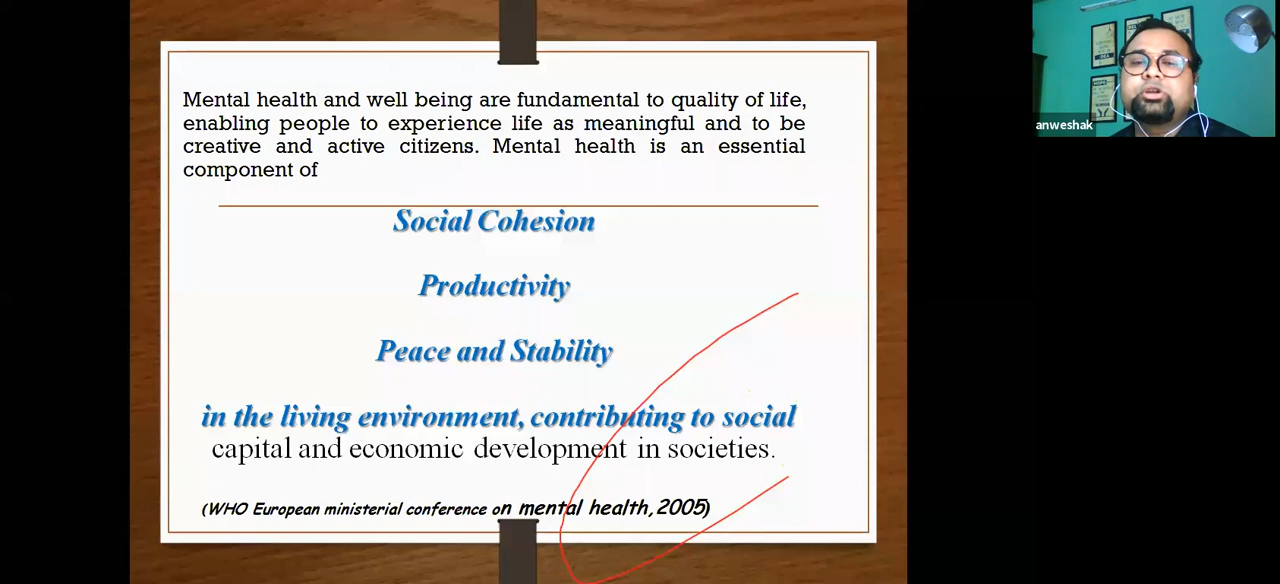 Mental health and well being are fundamental to quality of life,
enabling people to experience life as meaningful and to be
creative and active citizens. Mental health is an essential
component of
Social Cohesion
Productivity
Peace and Stability
in the living environment, contributing to social
capital and economic development in societies.
(WHO European ministerial conference on mental health,2005)
anweshak